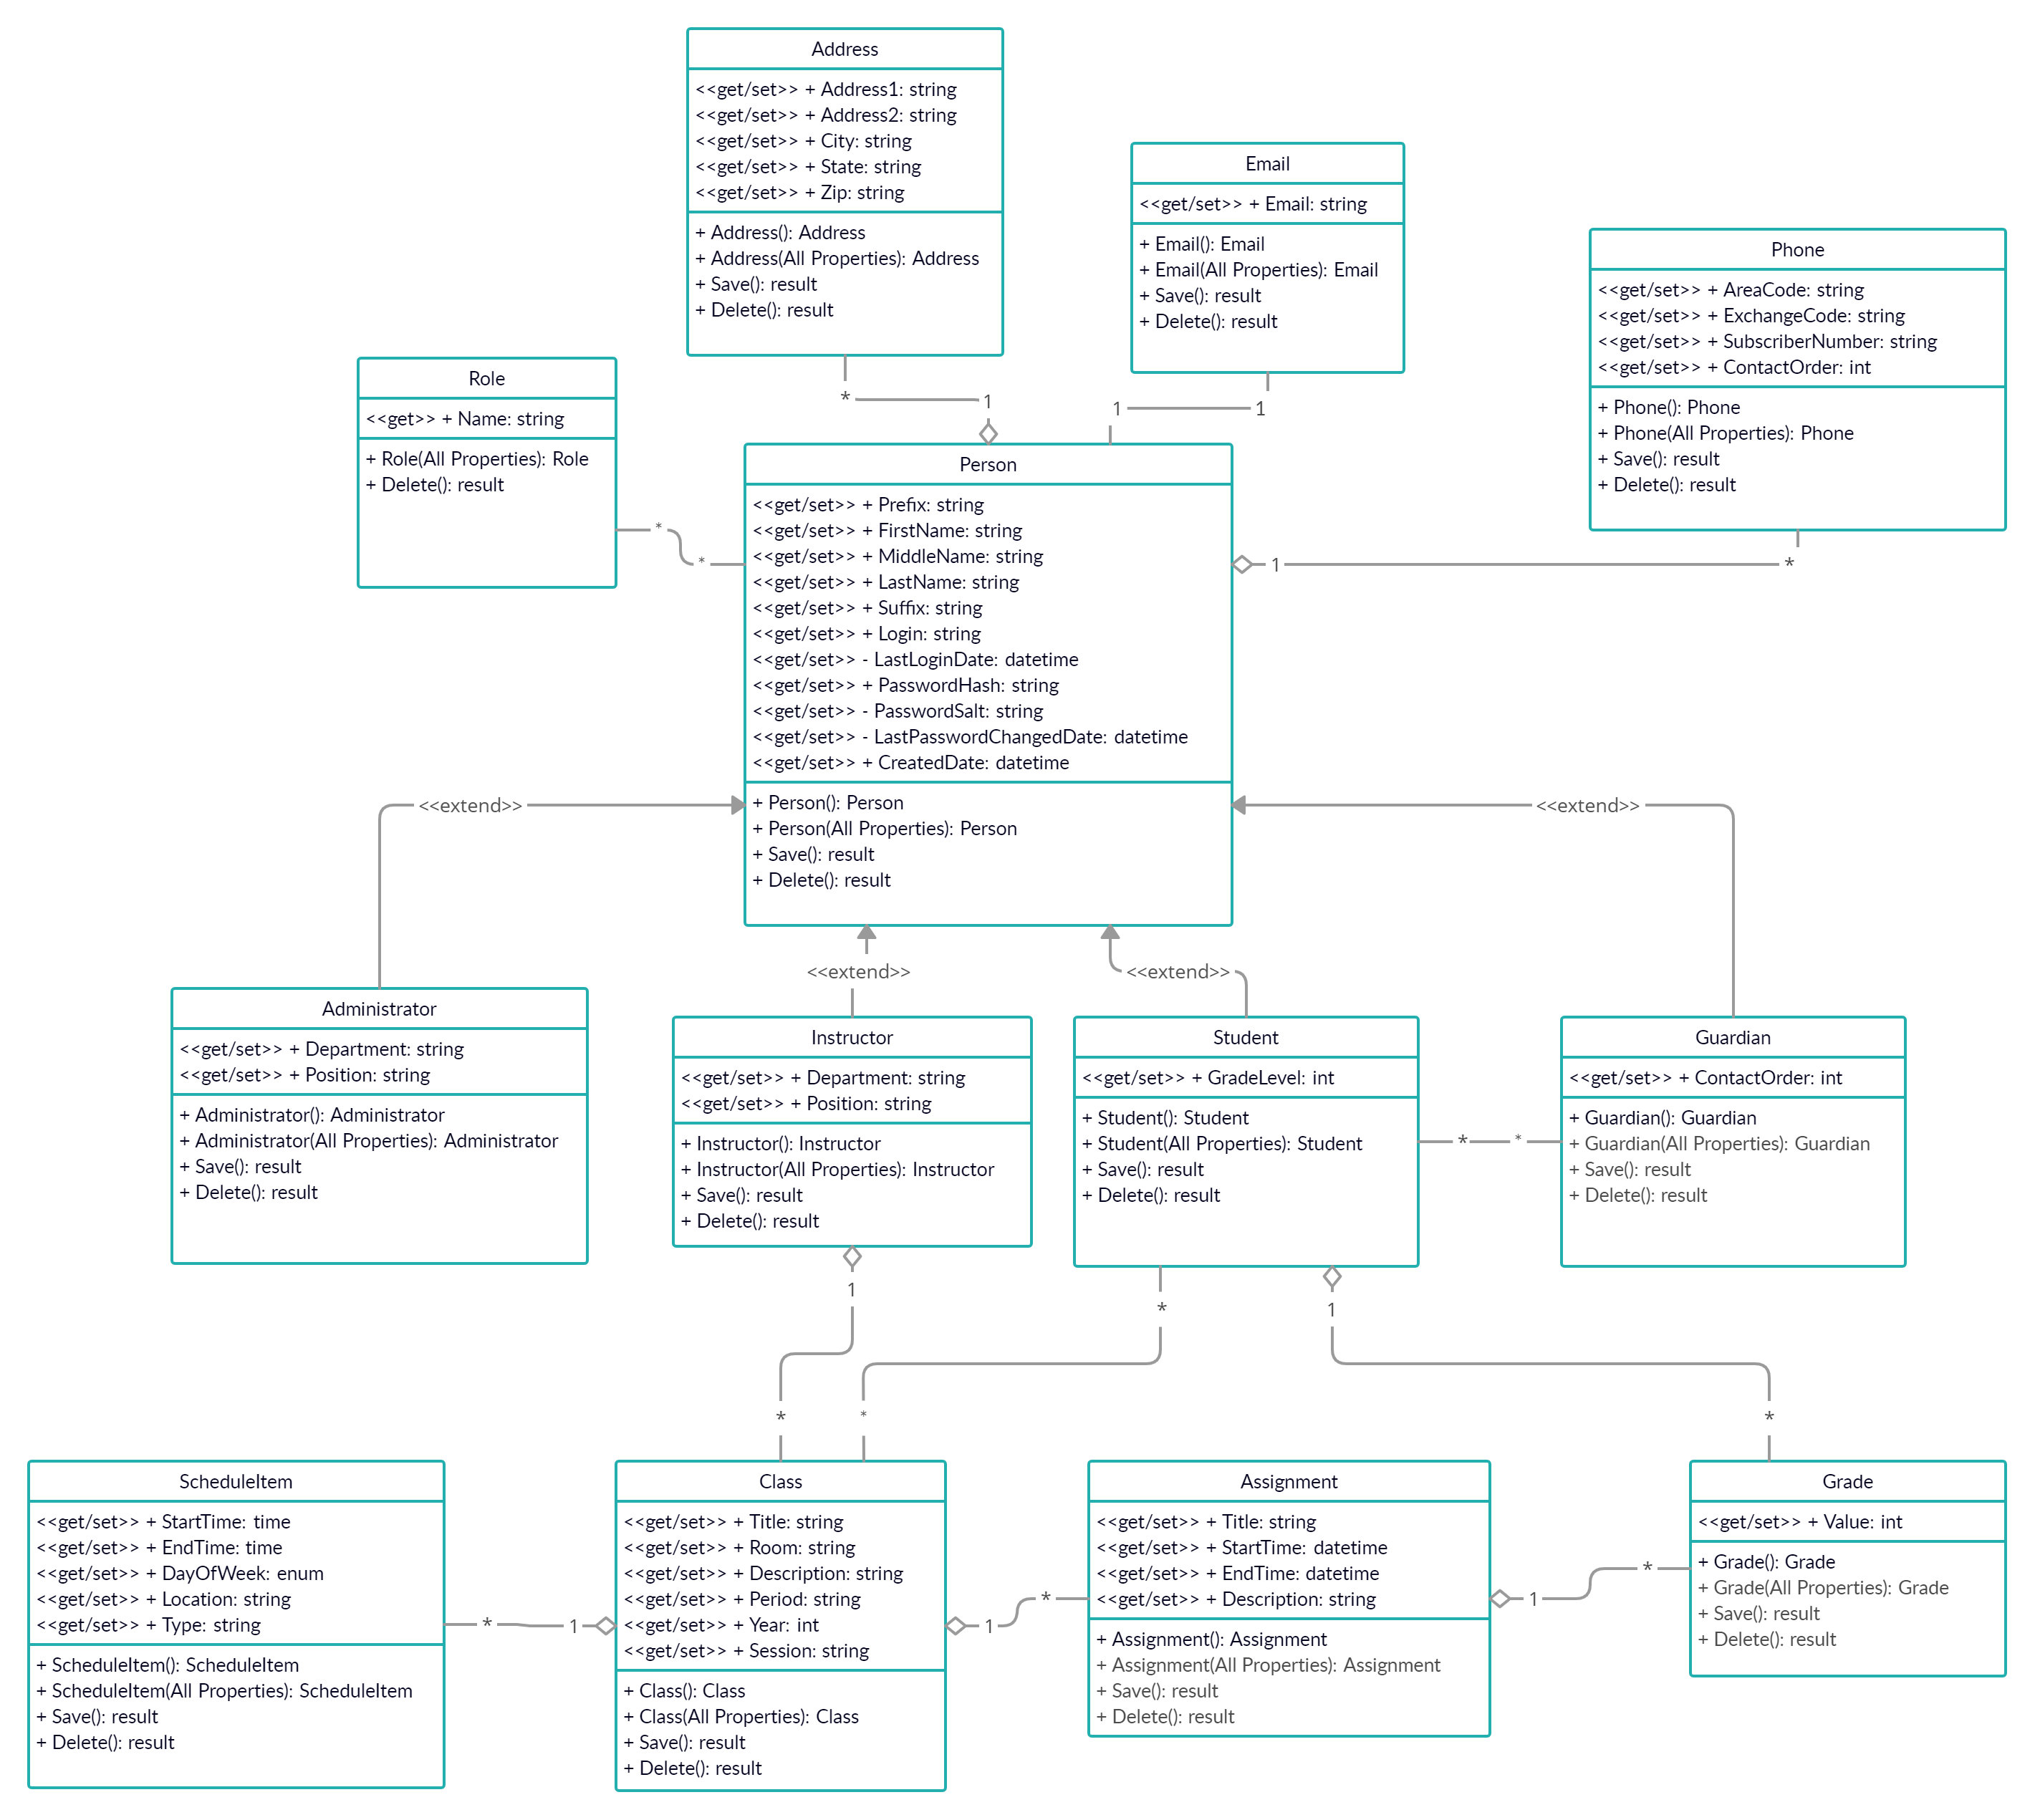 Address
<<get/set>> + Address1: string
<<get/set>> + Address2: string
<<get/set>> + City: string
<<get/set>> + State: string
<<get/set>> + Zip: string
+ Address(): Address
+ Address(All Properties): Address
+ Save(): result
+ Delete(): result
Email
<<get/set>> + Email: string
+ Email(): Email
+ Email(All Properties): Email
+ Save(): result
+ Delete(): result
Phone
<<get/set>> + AreaCode: string
<<get/set>> + ExchangeCode: string
<<get/set>> + SubscriberNumber: string
<<get/set>> + ContactOrder: int
+ Phone(): Phone
+ Phone(All Properties): Phone
+ Save(): result
+ Delete(): result
Role
<<get>> + Name: string
+ Role(All Properties): Role
+ Delete(): result
* 1
1 1
* *
1 *
Person
<<get/set>> + Prefix: string
<<get/set>> + FirstName: string
<<get/set>> + MiddleName: string
<<get/set>> + LastName: string
<<get/set>> + Suffix: string
<<get/set>> + Login: string
<<get/set>> - LastLoginDate: datetime
<<get/set>> + PasswordHash: string
<<get/set>> - PasswordSalt: string
<<get/set>> - LastPasswordChangedDate: datetime
<<get/set>> + CreatedDate: datetime
+ Person(): Person
+ Person(All Properties): Person
+ Save(): result
+ Delete(): result
<<extend>>
<<extend>>
<<extend>>
<<extend>>
Administrator
<<get/set>> + Department: string
<<get/set>> + Position: string
+ Administrator(): Administrator
+ Administrator(All Properties): Administrator
+ Save(): result
+ Delete(): result
Instructor
<<get/set>> + Department: string
<<get/set>> + Position: string
+ Instructor(): Instructor
+ Instructor(All Properties): Instructor
+ Save(): result
+ Delete(): result
Student
<<get/set>> + GradeLevel: int
+ Student(): Student
+ Student(All Properties): Student
+ Save(): result
+ Delete(): result
* *
Guardian
<<get/set>> + ContactOrder: int
+ Guardian(): Guardian
+ Guardian(All Properties): Guardian
+ Save(): result
+ Delete(): result
1
*
1
*
*
*
ScheduleItem
<<get/set>> + StartTime: time
<<get/set>> + EndTime: time
<<get/set>> + DayOfWeek: enum
<<get/set>> + Location: string
<<get/set>> + Type: string
+ ScheduleItem(): ScheduleItem
+ ScheduleItem(All Properties): ScheduleItem
+ Save(): result
+ Delete(): result
* 1
Class
<<get/set>> + Title: string
<<get/set>> + Room: string
<<get/set>> + Description: string
<<get/set>> + Period: string
<<get/set>> + Year: int
<<get/set>> + Session: string
+ Class(): Class
+ Class(All Properties): Class
+ Save(): result
+ Delete(): result
1 *
Assignment
<<get/set>> + Title: string
<<get/set>> + StartTime: datetime
<<get/set>> + EndTime: datetime
<<get/set>> + Description: string
+ Assignment(): Assignment
+ Assignment(All Properties): Assignment
+ Save(): result
+ Delete(): result
1 *
Grade
<<get/set>> + Value: int
+ Grade(): Grade
+ Grade(All Properties): Grade
+ Save(): result
+ Delete(): result